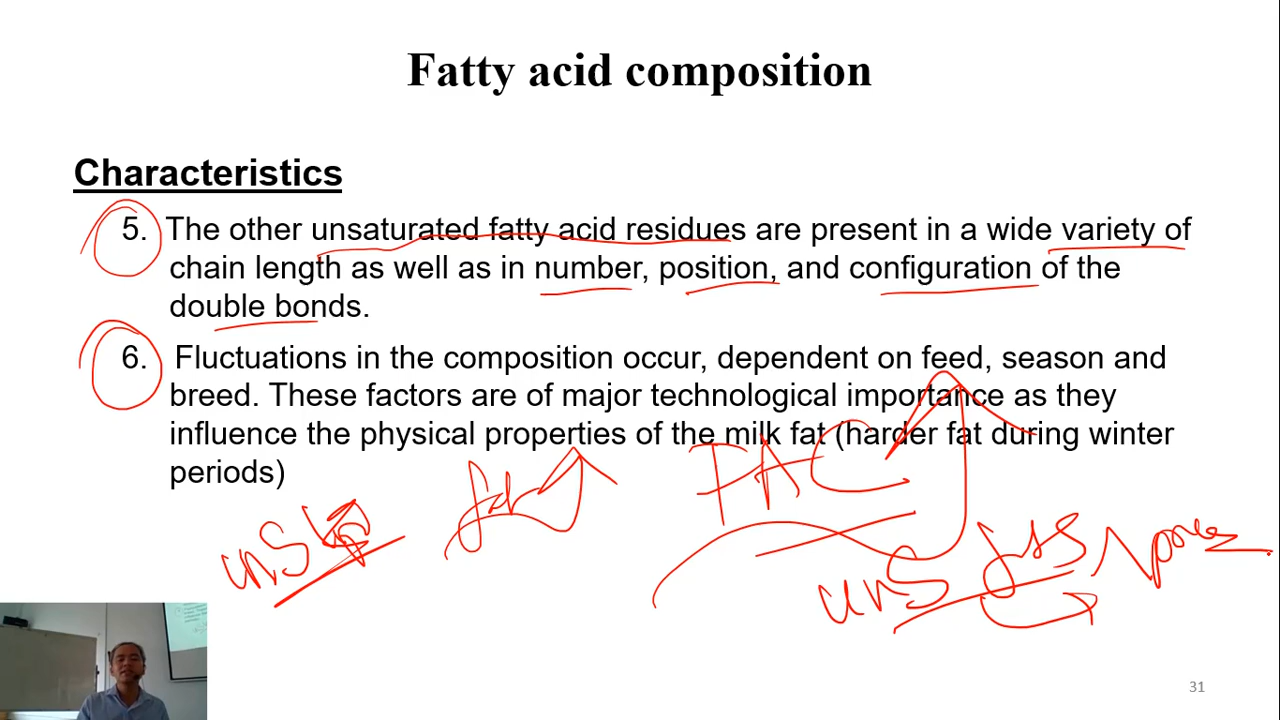 Fatty acid composition
Characteristics
5. The other unsaturated fatty acid residues are present in a wide variety of
chain length as well as in number, position, and configuration of the
double bonds.
6. Fluctuations in the composition occur, dependent on feed, season and
breed. These factors are of major technological importance as they
influence the physical properties of the milk fat (harder fat during winter
periods)
unS
unS
31